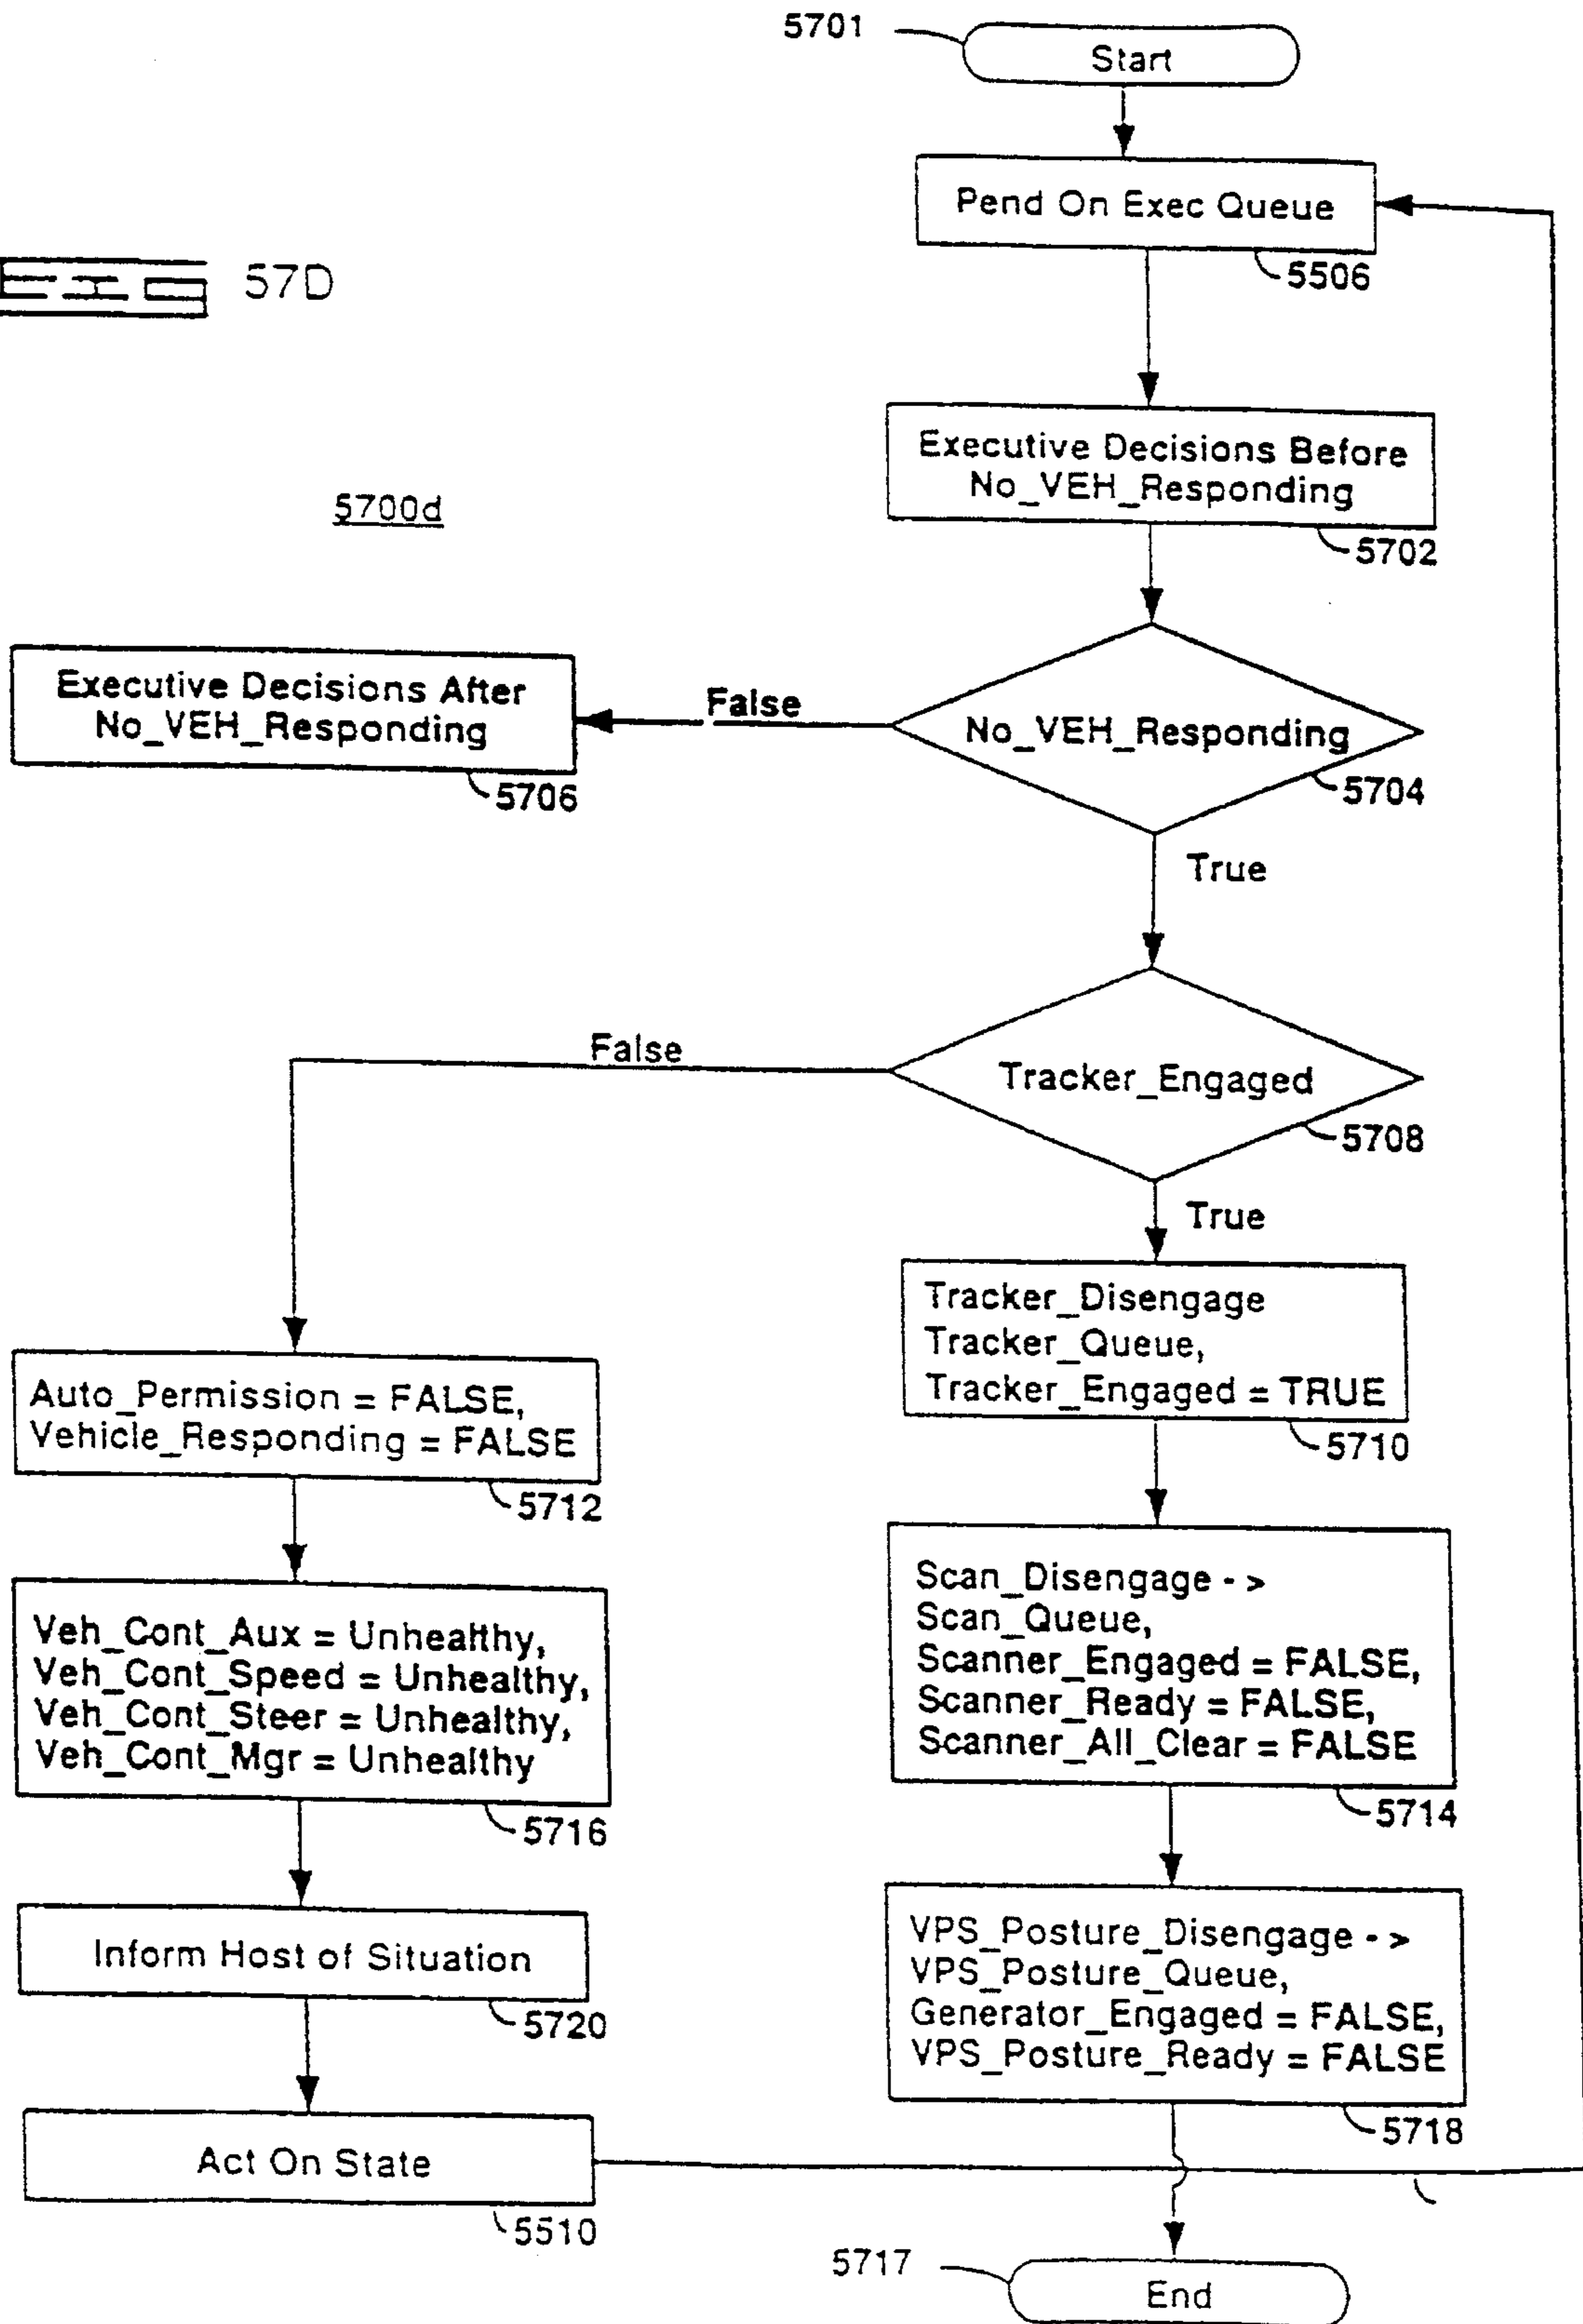 5701
Start
Pend On Exec Queue
5506
FIG 57D
Executive Decisions Before
No_VEH_Responding
5702
5700d
Executive Decisions After
No_VEH_Responding
5706
False
No_VEH_Responding
5704
True
False
Tracker_Engaged
5708
True
Tracker_Disengage
Tracker_Queue,
Tracker_Engaged = TRUE
5710
Auto_Permission = FALSE,
Vehicle_Responding = FALSE
5712
Scan_Disengage - >
Scan_Queue,
Scanner_Engaged = FALSE,
Scanner_Ready = FALSE,
Scanner_All_Clear = FALSE
5714
Veh_Cont_Aux = Unhealthy,
Veh_Cont_Speed = Unhealthy,
Veh_Cont_Steer = Unhealthy,
Veh_Cont_Mgr = Unhealthy
5716
VPS_Posture_Disengage - >
VPS_Posture_Queue,
Generator_Engaged = FALSE,
VPS_Posture_Ready = FALSE
5718
Inform Host of Situation
5720
Act On State
5510
5717
End